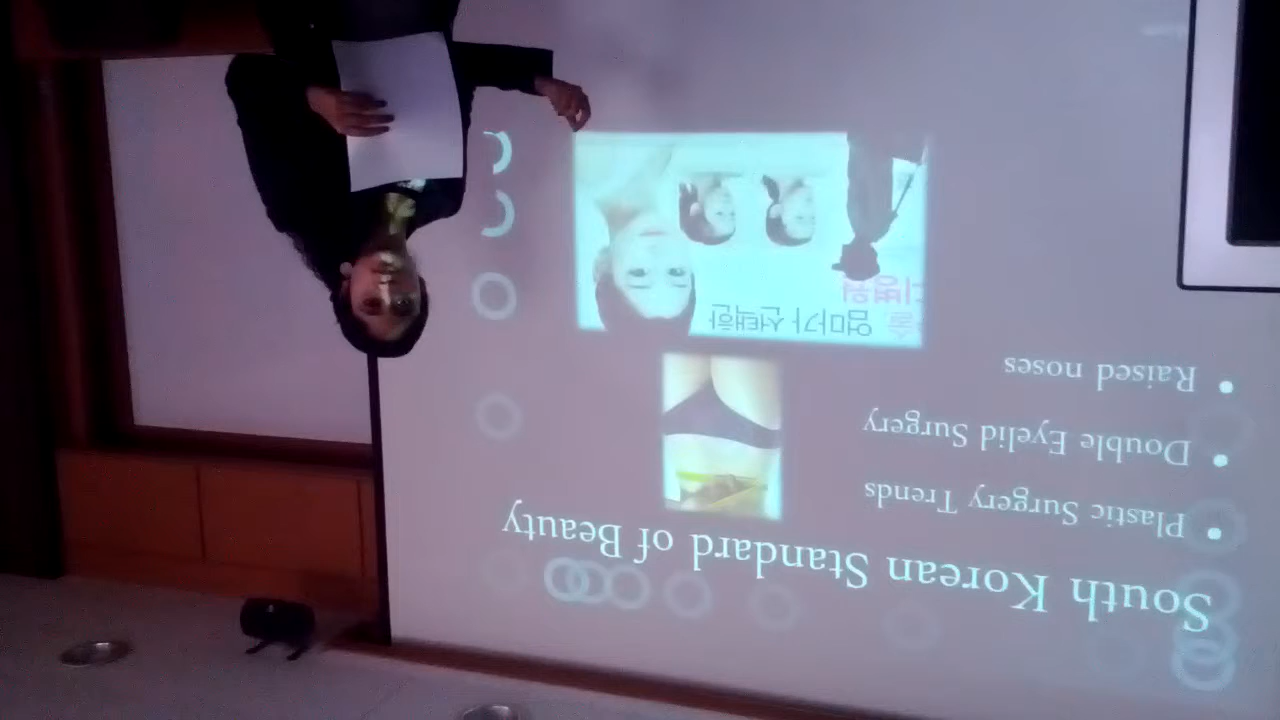 South Korean Standard of Beauty
Plastic Surgery Trends
Double Eyelid Surgery
Raised noses
엄마가 선택한